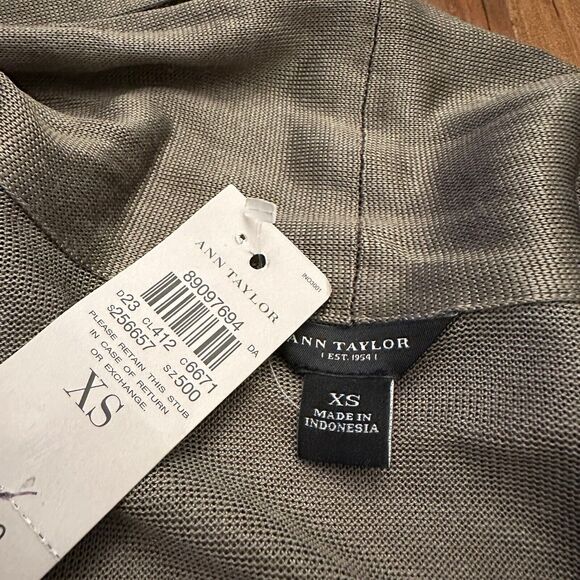 ANN TAYLOR
89097694
DA
D23 CL412 C6671
S256657 SZ500
PLEASE RETAIN THIS STUB
IN CASE OF RETURN
OR EXCHANGE.
XS
ANN TAYLOR
EST. 1954
XS
MADE IN
INDONESIA